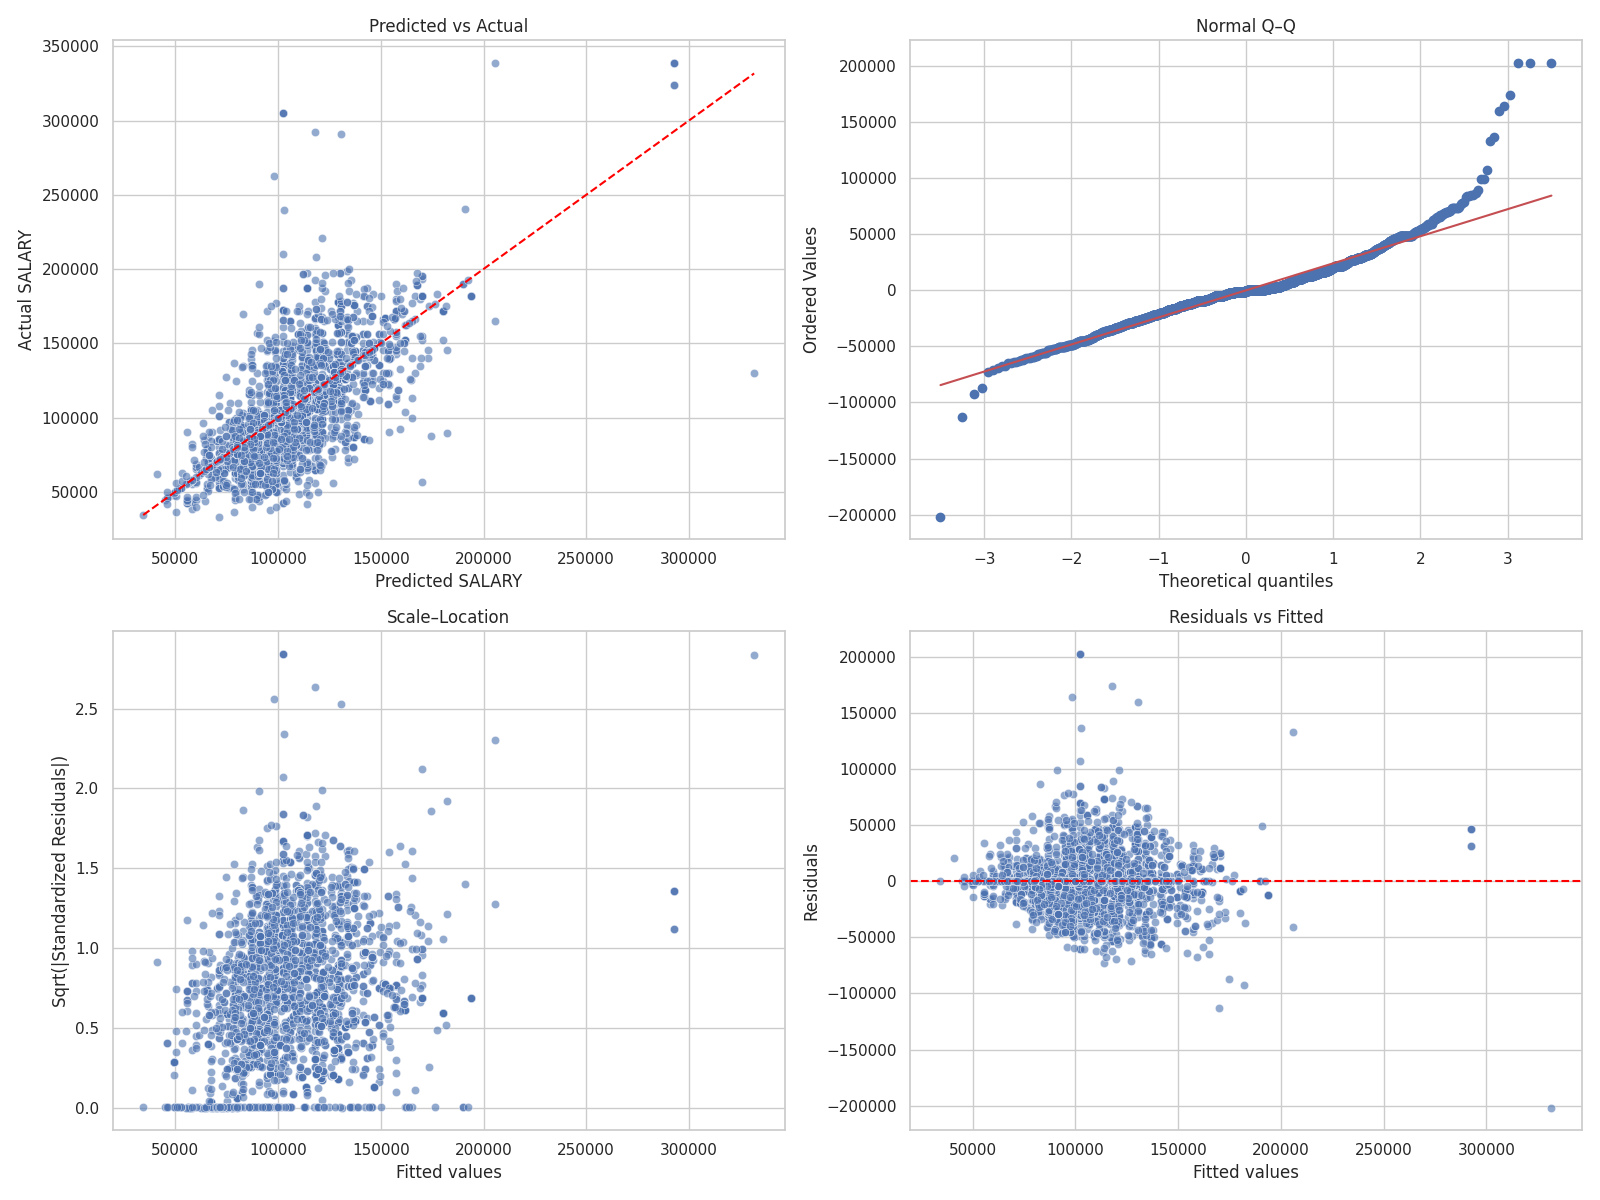 Predicted vs Actual
350000
300000
250000
200000
150000
100000
50000
Actual SALARY
50000 100000 150000 200000 250000 300000
Predicted SALARY
Normal Q–Q
200000
150000
100000
50000
0
−50000
−100000
−150000
−200000
Ordered Values
−3 −2 −1 0 1 2 3
Theoretical quantiles
Scale–Location
2.5
2.0
1.5
1.0
0.5
0.0
Sqrt(|Standardized Residuals|)
50000 100000 150000 200000 250000 300000
Fitted values
Residuals vs Fitted
200000
150000
100000
50000
0
−50000
−100000
−150000
−200000
Residuals
50000 100000 150000 200000 250000 300000
Fitted values